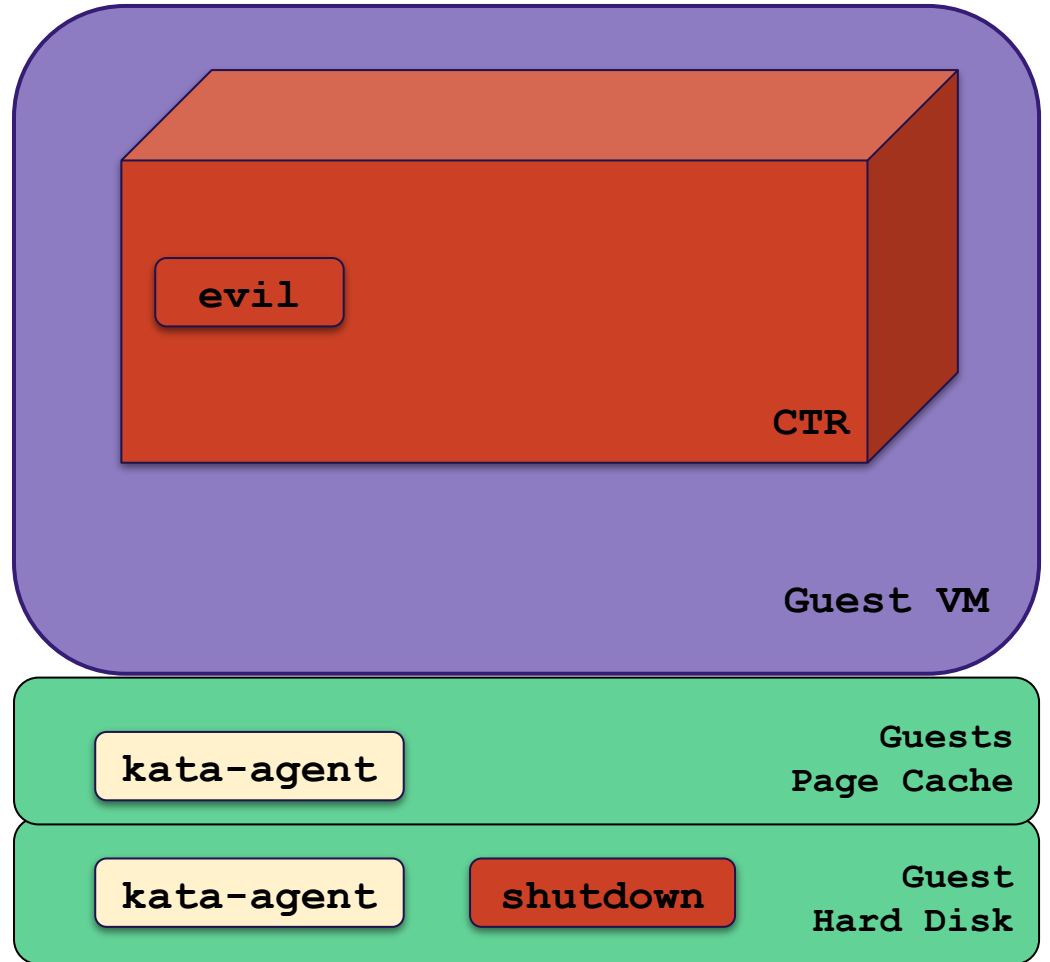 evil
CTR
Guest VM
kata-agent
Guests
Page Cache
kata-agent
shutdown
Guest
Hard Disk